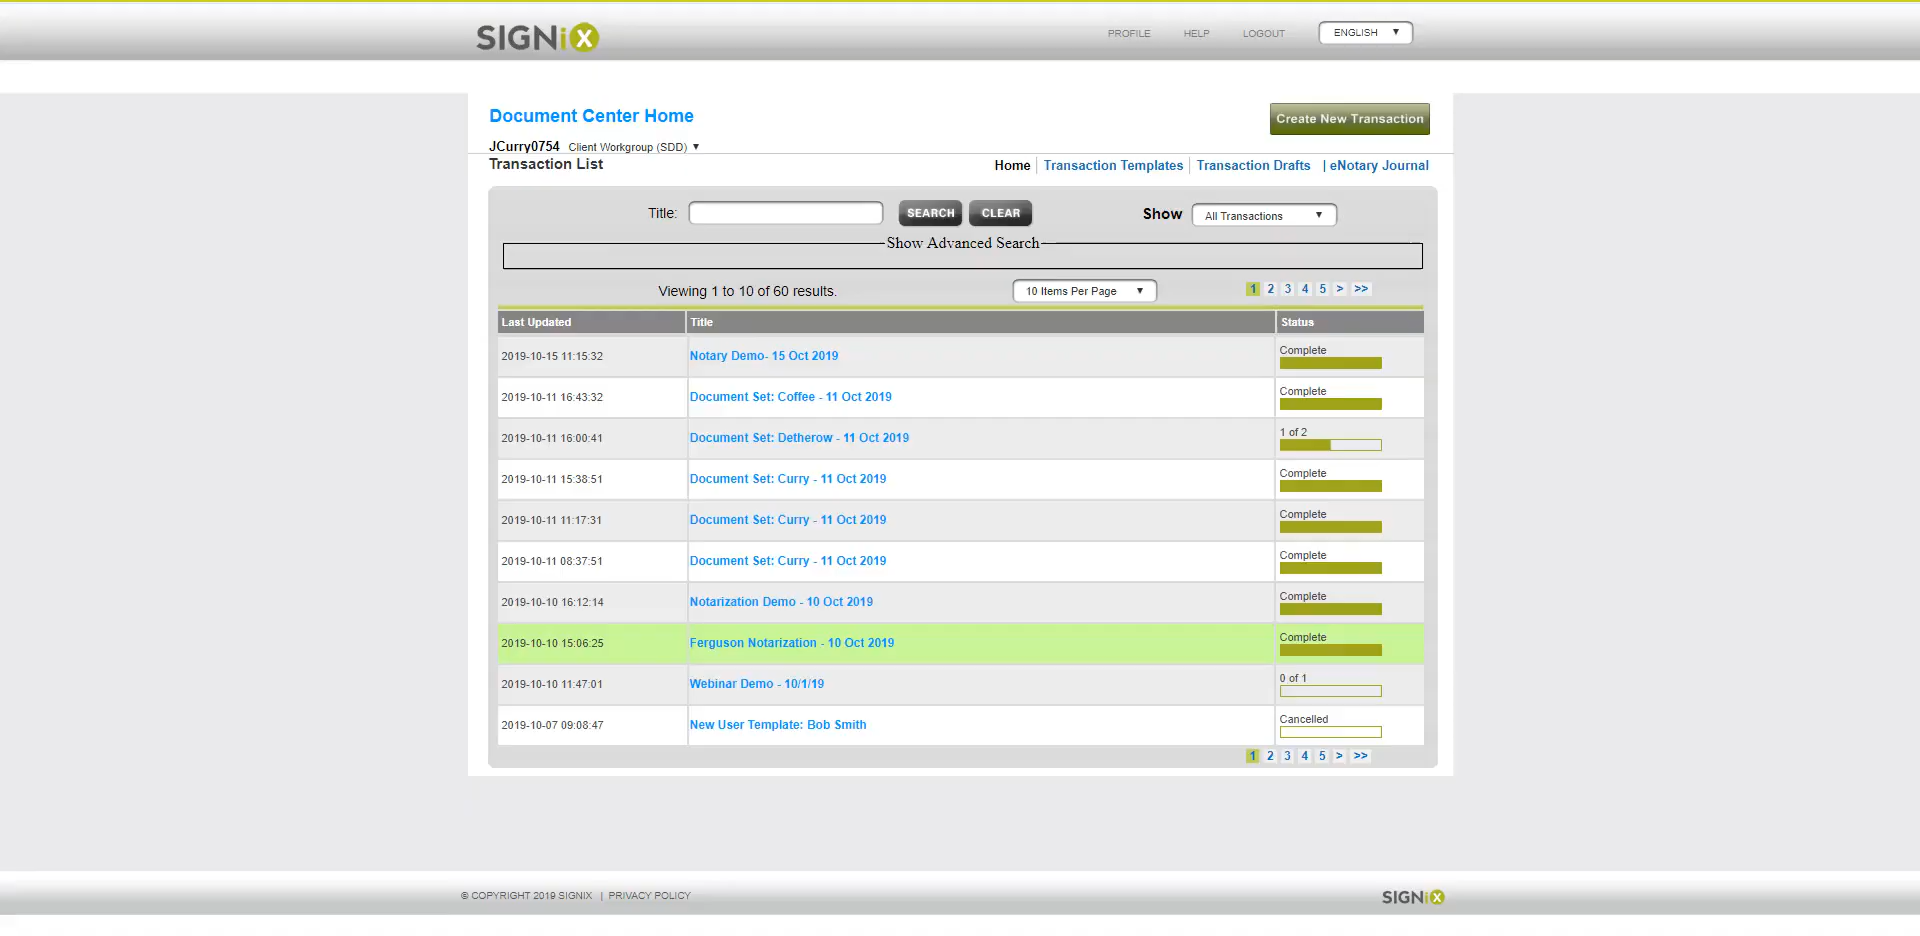 SIGNiX
PROFILE HELP LOGOUT ENGLISH ▼
Document Center Home
Create New Transaction
JCurry0754 Client Workgroup (SDD) ▼
Transaction List
Home Transaction Templates Transaction Drafts | eNotary Journal
Title: SEARCH CLEAR Show All Transactions ▼
Show Advanced Search
Viewing 1 to 10 of 60 results. 10 Items Per Page ▼ 1 2 3 4 5 > >>
Last Updated Title Status
2019-10-15 11:15:32 Notary Demo- 15 Oct 2019 Complete
2019-10-11 16:43:32 Document Set: Coffee - 11 Oct 2019 Complete
2019-10-11 16:00:41 Document Set: Detherow - 11 Oct 2019 1 of 2
2019-10-11 15:38:51 Document Set: Curry - 11 Oct 2019 Complete
2019-10-11 11:17:31 Document Set: Curry - 11 Oct 2019 Complete
2019-10-11 08:37:51 Document Set: Curry - 11 Oct 2019 Complete
2019-10-10 16:12:14 Notarization Demo - 10 Oct 2019 Complete
2019-10-10 15:06:25 Ferguson Notarization - 10 Oct 2019 Complete
2019-10-10 11:47:01 Webinar Demo - 10/1/19 0 of 1
2019-10-07 09:08:47 New User Template: Bob Smith Cancelled
1 2 3 4 5 > >>
© COPYRIGHT 2019 SIGNIX | PRIVACY POLICY
SIGNiX